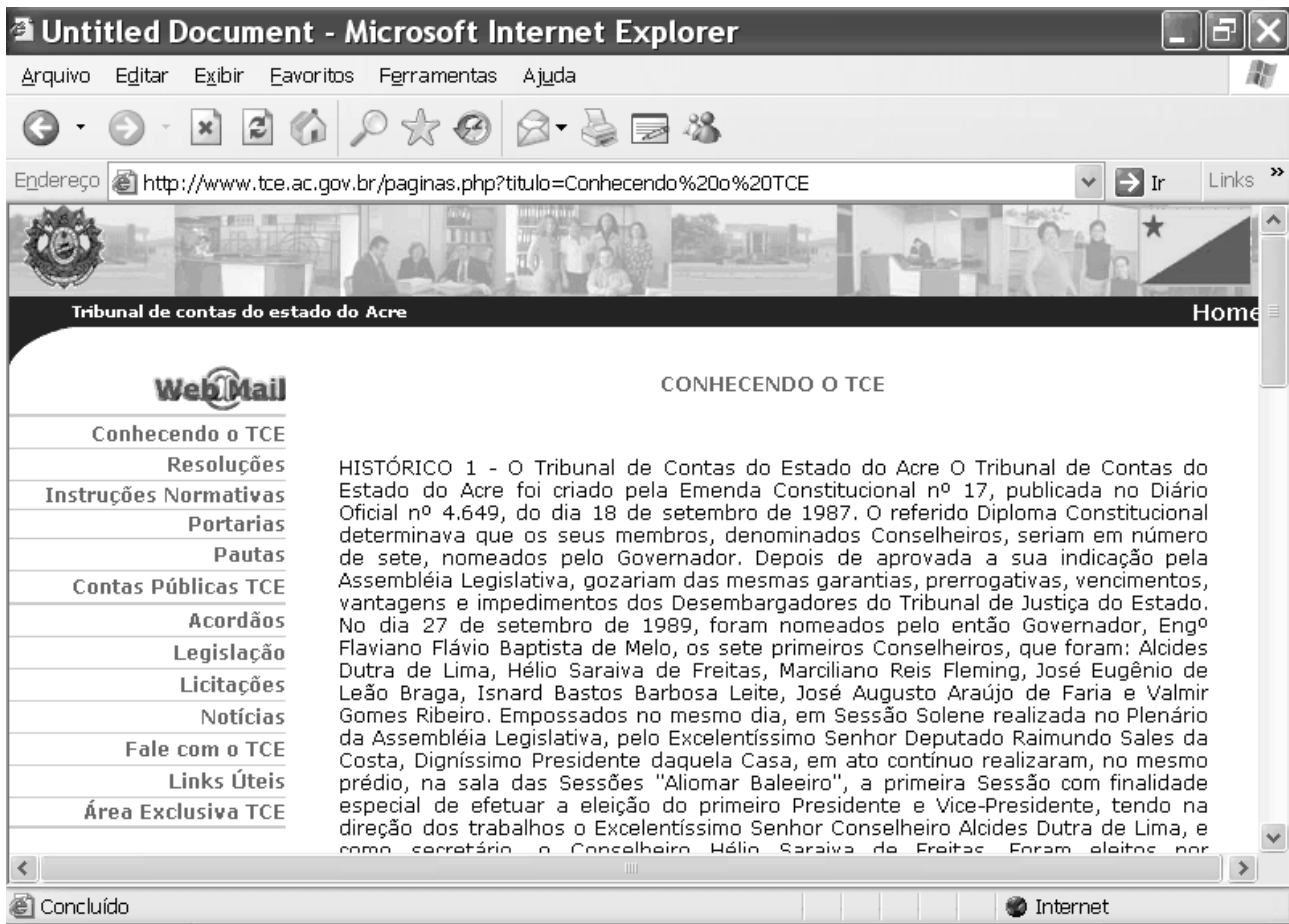 Untitled Document - Microsoft Internet Explorer
Arquivo Editar Exibir Favoritos Ferramentas Ajuda
Endereço http://www.tce.ac.gov.br/paginas.php?titulo=Conhecendo%20o%20TCE Ir Links »
Tribunal de contas do estado do Acre Home
WebMail
Conhecendo o TCE
Resoluções
Instruções Normativas
Portarias
Pautas
Contas Públicas TCE
Acordãos
Legislação
Licitações
Notícias
Fale com o TCE
Links Úteis
Área Exclusiva TCE
CONHECENDO O TCE
HISTÓRICO 1 - O Tribunal de Contas do Estado do Acre O Tribunal de Contas do
Estado do Acre foi criado pela Emenda Constitucional nº 17, publicada no Diário
Oficial nº 4.649, do dia 18 de setembro de 1987. O referido Diploma Constitucional
determinava que os seus membros, denominados Conselheiros, seriam em número
de sete, nomeados pelo Governador. Depois de aprovada a sua indicação pela
Assembléia Legislativa, gozariam das mesmas garantias, prerrogativas, vencimentos,
vantagens e impedimentos dos Desembargadores do Tribunal de Justiça do Estado.
No dia 27 de setembro de 1989, foram nomeados pelo então Governador, Engº
Flaviano Flávio Baptista de Melo, os sete primeiros Conselheiros, que foram: Alcides
Dutra de Lima, Hélio Saraiva de Freitas, Marciliano Reis Fleming, José Eugênio de
Leão Braga, Isnard Bastos Barbosa Leite, José Augusto Araújo de Faria e Valmir
Gomes Ribeiro. Empossados no mesmo dia, em Sessão Solene realizada no Plenário
da Assembléia Legislativa, pelo Excelentíssimo Senhor Deputado Raimundo Sales da
Costa, Digníssimo Presidente daquela Casa, em ato contínuo realizaram, no mesmo
prédio, na sala das Sessões "Aliomar Baleeiro", a primeira Sessão com finalidade
especial de efetuar a eleição do primeiro Presidente e Vice-Presidente, tendo na
direção dos trabalhos o Excelentíssimo Senhor Conselheiro Alcides Dutra de Lima, e
como secretário, o Conselheiro Hélio Saraiva de Freitas. Foram eleitos por
Concluído Internet